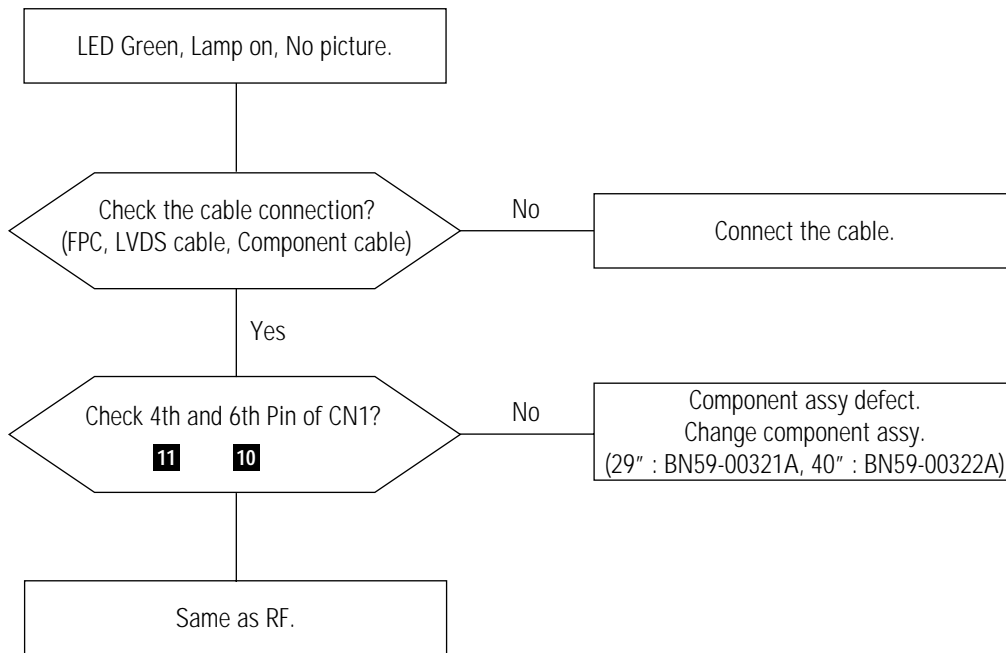 LED Green, Lamp on, No picture.
Check the cable connection?
(FPC, LVDS cable, Component cable)
No
Connect the cable.
Yes
Check 4th and 6th Pin of CN1?
11 10
No
Component assy defect.
Change component assy.
(29″ : BN59-00321A, 40″ : BN59-00322A)
Same as RF.